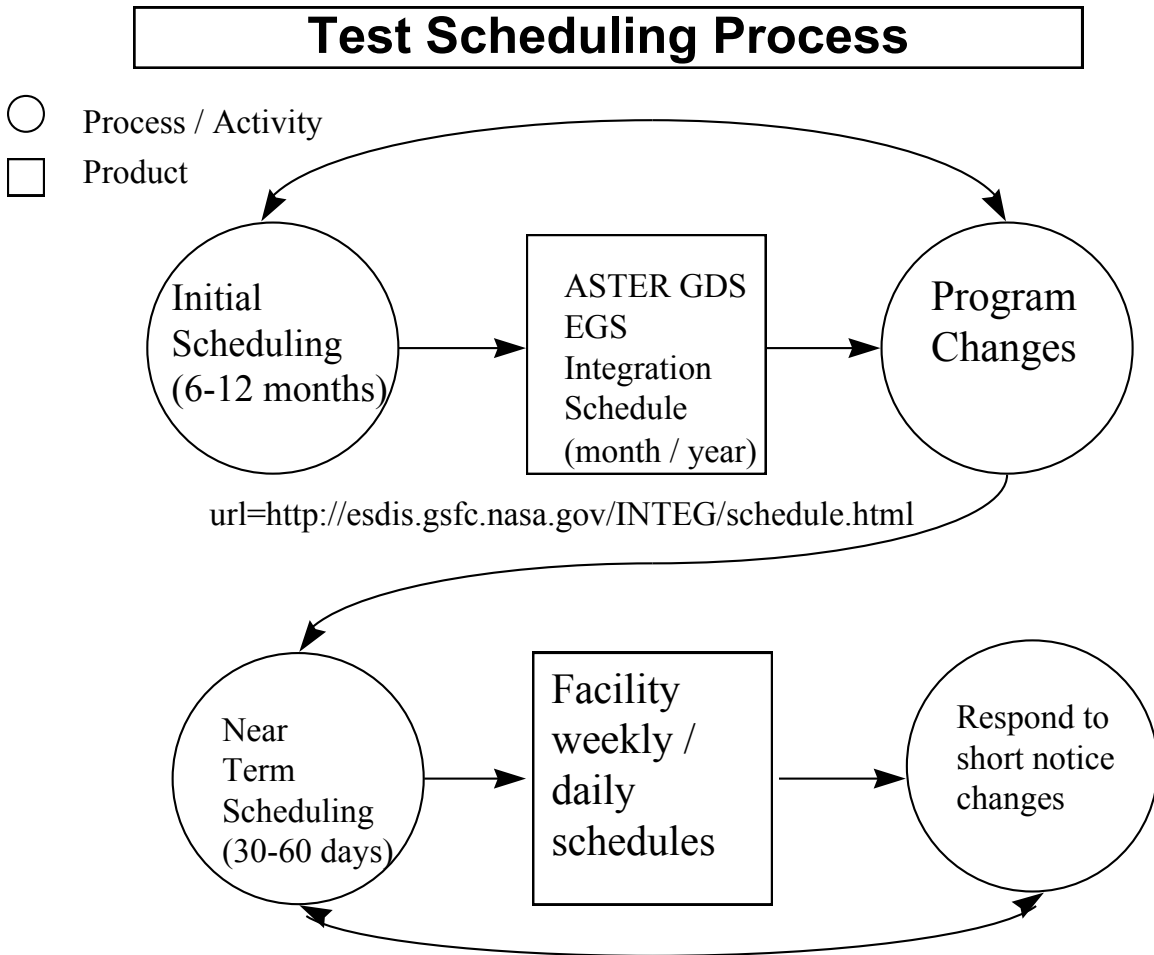 Test Scheduling Process
Process / Activity
Product
Initial
Scheduling
(6-12 months)
ASTER GDS
EGS
Integration
Schedule
(month / year)
Program
Changes
url=http://esdis.gsfc.nasa.gov/INTEG/schedule.html
Near
Term
Scheduling
(30-60 days)
Facility
weekly /
daily
schedules
Respond to
short notice
changes